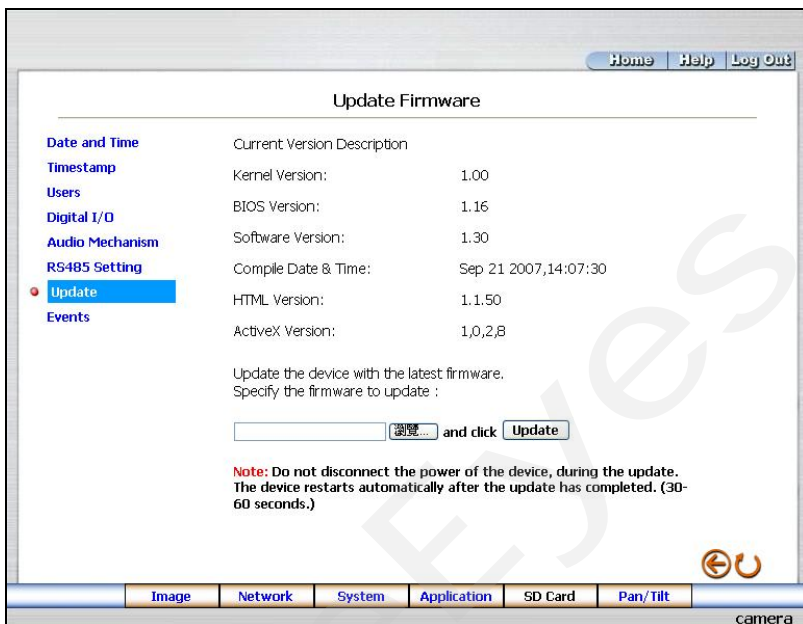 Home Help Log Out
Update Firmware
Date and Time
Timestamp
Users
Digital I/O
Audio Mechanism
RS485 Setting
Update
Events
Current Version Description
Kernel Version: 1.00
BIOS Version: 1.16
Software Version: 1.30
Compile Date & Time: Sep 21 2007,14:07:30
HTML Version: 1.1.50
ActiveX Version: 1,0,2,8
Update the device with the latest firmware.
Specify the firmware to update :
瀏覽... and click Update
Note: Do not disconnect the power of the device, during the update.
The device restarts automatically after the update has completed. (30-
60 seconds.)
Image Network System Application SD Card Pan/Tilt
camera
Eyes